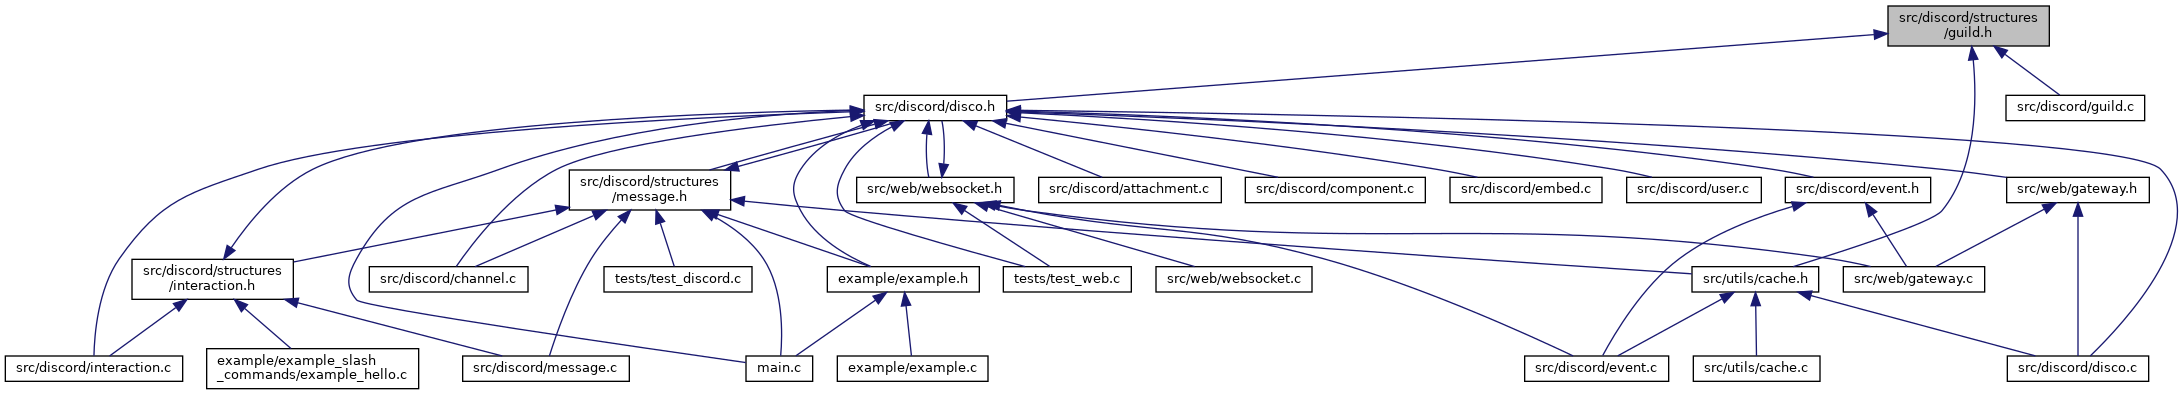 src/discord/structures
/guild.h
src/discord/disco.h
src/discord/guild.c
src/discord/structures
/message.h
src/web/websocket.h
src/discord/attachment.c
src/discord/component.c
src/discord/embed.c
src/discord/user.c
src/discord/event.h
src/web/gateway.h
src/discord/structures
/interaction.h
src/discord/channel.c
tests/test_discord.c
example/example.h
tests/test_web.c
src/web/websocket.c
src/utils/cache.h
src/web/gateway.c
src/discord/interaction.c
example/example_slash
_commands/example_hello.c
src/discord/message.c
main.c
example/example.c
src/discord/event.c
src/utils/cache.c
src/discord/disco.c